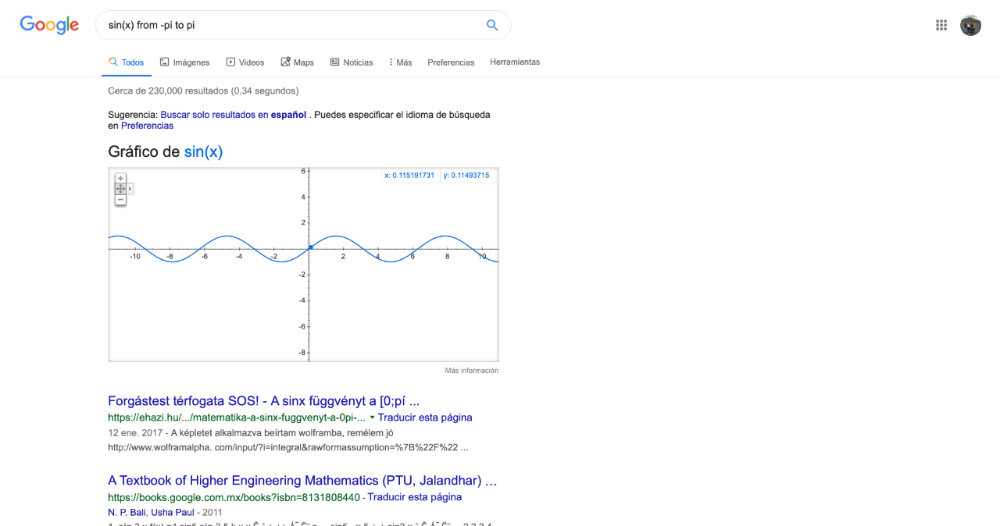 Google
sin(x) from -pi to pi
Todos Imágenes Videos Maps Noticias Más Preferencias Herramientas
Cerca de 230,000 resultados (0.34 segundos)
Sugerencia: Buscar solo resultados en español . Puedes especificar el idioma de búsqueda
en Preferencias
Gráfico de sin(x)
x: 0.115191731 y: 0.11493715
6
4
2
-10 -8 -6 -4 -2 2 4 6 8 10
-2
-4
-6
-8
Más información
Forgástest térfogata SOS! - A sinx függvényt a [0;pí ...
https://ehazi.hu/.../matematika-a-sinx-fuggvenyt-a-0pi-... Traducir esta página
12 ene. 2017 - A képletet alkalmazva beírtam wolframba, remélem jó
http://www.wolframalpha. com/input/?i=integral&rawformassumption=%7B%22F%22 ...
A Textbook of Higher Engineering Mathematics (PTU, Jalandhar) ...
https://books.google.com.mx/books?isbn=8131808440 - Traducir esta página
N. P. Bali, Usha Paul - 2011